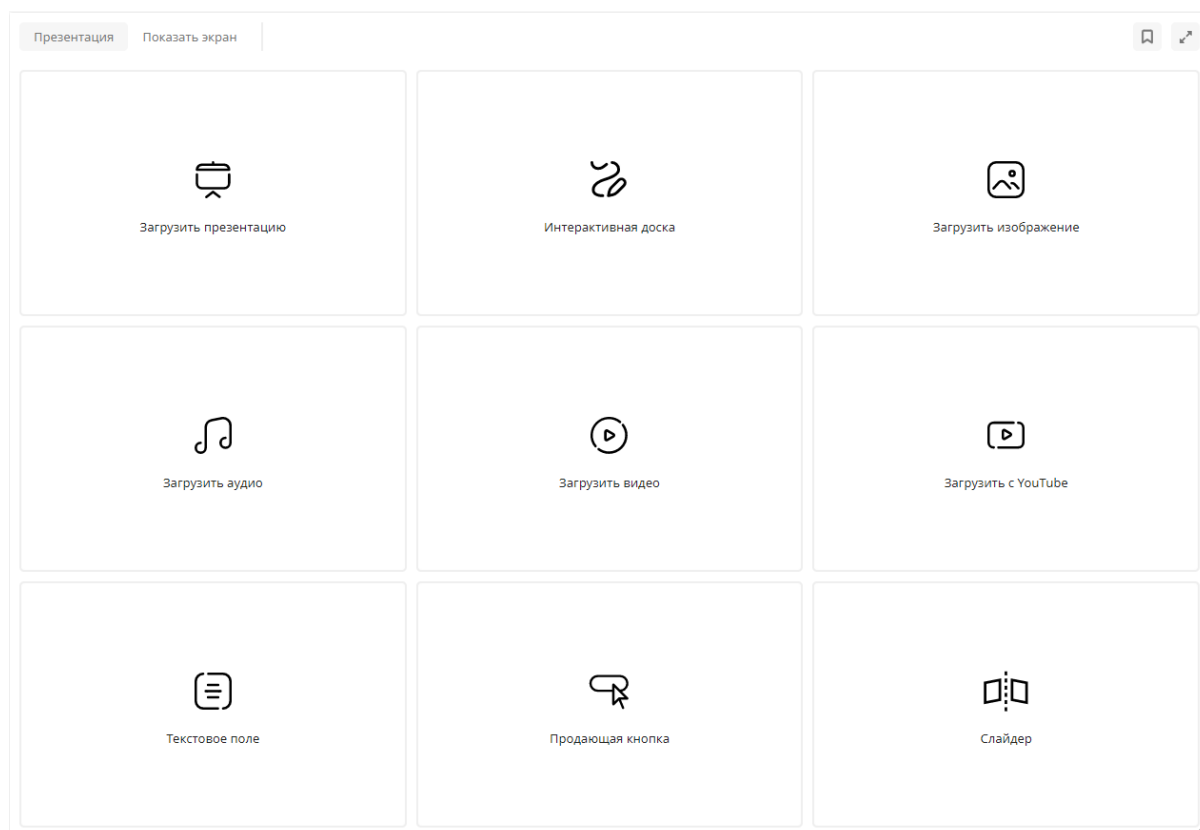 Презентация Показать экран
Загрузить презентацию
Интерактивная доска
Загрузить изображение
Загрузить аудио
Загрузить видео
Загрузить с YouTube
Текстовое поле
Продающая кнопка
Слайдер